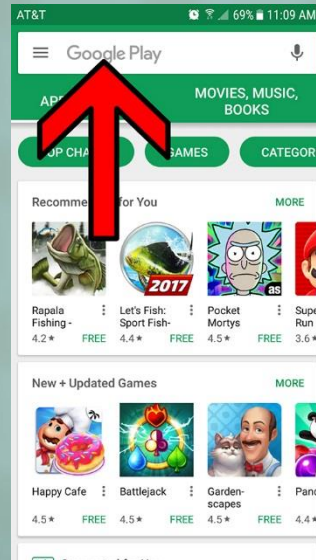 AT&T 69% 11:09 AM
Google Play
MOVIES, MUSIC,
BOOKS
GAMES
Recommended for You MORE
2017
as
Rapala
Fishing -
4.2★ FREE
Let's Fish:
Sport Fish-
4.4★ FREE
Pocket
Mortys
4.5★ FREE
Run
3.6★
New + Updated Games MORE
Happy Cafe
4.5★ FREE
Battlejack
4.5★ FREE
Garden-
scapes
4.5★ FREE
4.4★